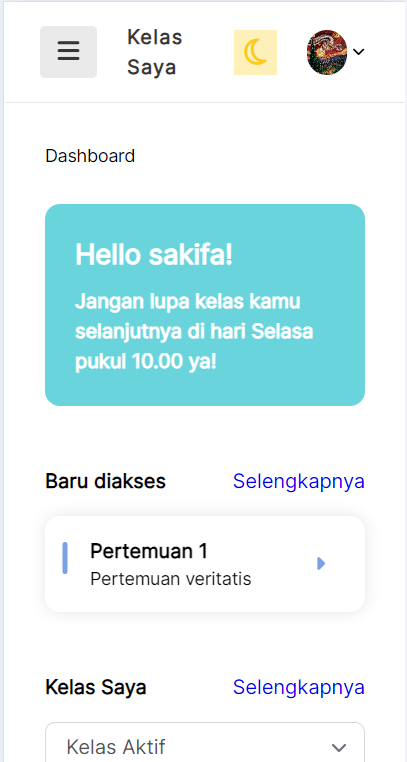 Kelas
Saya
Dashboard
Hello sakifa!
Jangan lupa kelas kamu
selanjutnya di hari Selasa
pukul 10.00 ya!
Baru diakses Selengkapnya
Pertemuan 1
Pertemuan veritatis
Kelas Saya Selengkapnya
Kelas Aktif